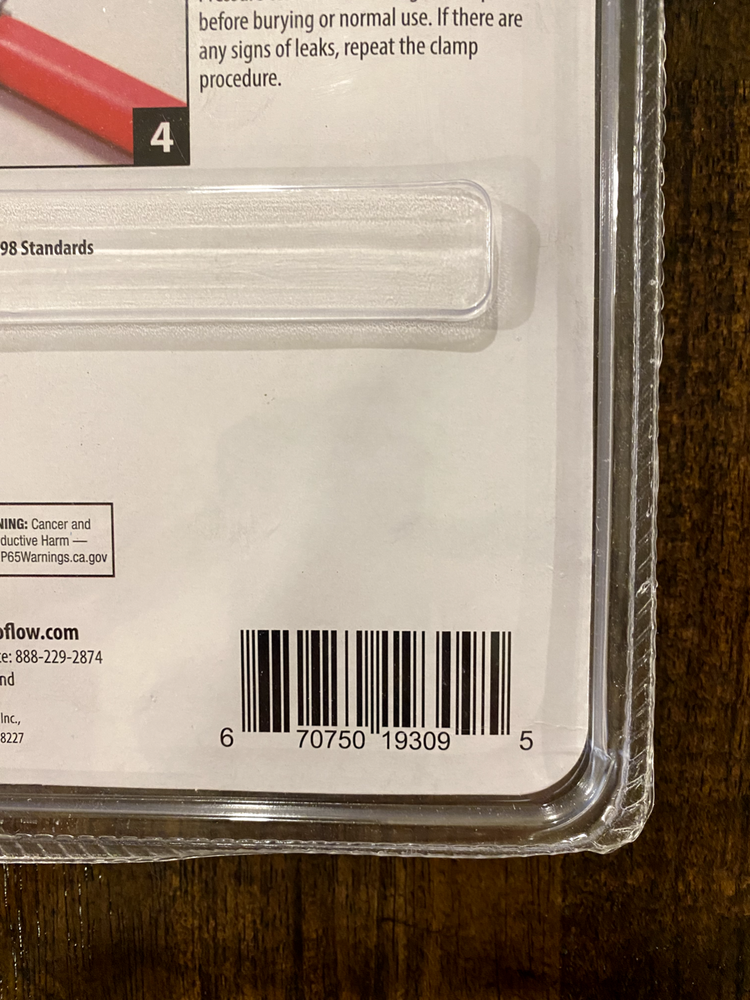 before burying or normal use. If there are
any signs of leaks, repeat the clamp
procedure.
4
98 Standards
NING: Cancer and
ductive Harm —
P65Warnings.ca.gov
oflow.com
te: 888-229-2874
nd
Inc.,
8227
6 70750 19309 5